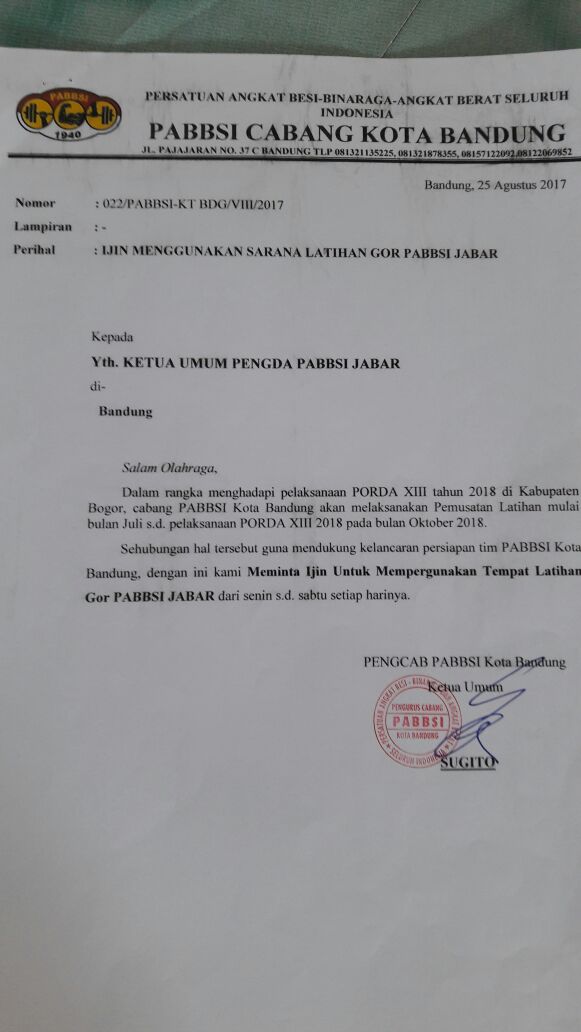 PABBSI
1940
PERSATUAN ANGKAT BESI-BINARAGA-ANGKAT BERAT SELURUH
INDONESIA
PABBSI CABANG KOTA BANDUNG
JL. PAJAJARAN NO. 37 C BANDUNG TLP 081321135225, 081321878355, 08157122092,08122069852
Bandung, 25 Agustus 2017
Nomor : 022/PABBSI-KT BDG/VIII/2017
Lampiran : -
Perihal : IJIN MENGGUNAKAN SARANA LATIHAN GOR PABBSI JABAR
Kepada
Yth. KETUA UMUM PENGDA PABBSI JABAR
di-
Bandung
Salam Olahraga,
Dalam rangka menghadapi pelaksanaan PORDA XIII tahun 2018 di Kabupaten
Bogor, cabang PABBSI Kota Bandung akan melaksanakan Pemusatan Latihan mulai
bulan Juli s.d. pelaksanaan PORDA XIII 2018 pada bulan Oktober 2018.
Sehubungan hal tersebut guna mendukung kelancaran persiapan tim PABBSI Kota
Bandung, dengan ini kami Meminta Ijin Untuk Mempergunakan Tempat Latihan
Gor PABBSI JABAR dari senin s.d. sabtu setiap harinya.
PENGCAB PABBSI Kota Bandung
Ketua Umum
PERSATUAN ANGKAT BESI - BINARAGA ANGKAT
PENGURUS CABANG
PABBSI
KOTA BANDUNG
SELURUH INDONESIA
SUGITO